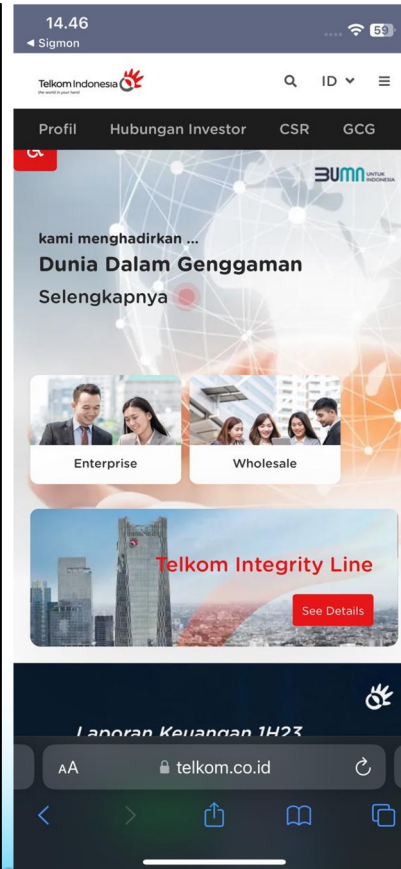 14.46
59
◀ Sigmon
Telkom Indonesia
the world in your hand
ID
Profil Hubungan Investor CSR GCG
BUMN UNTUK INDONESIA
kami menghadirkan ...
Dunia Dalam Genggaman
Selengkapnya
Enterprise Wholesale
Telkom Integrity Line
See Details
Laporan Keuangan 1H23
AA telkom.co.id